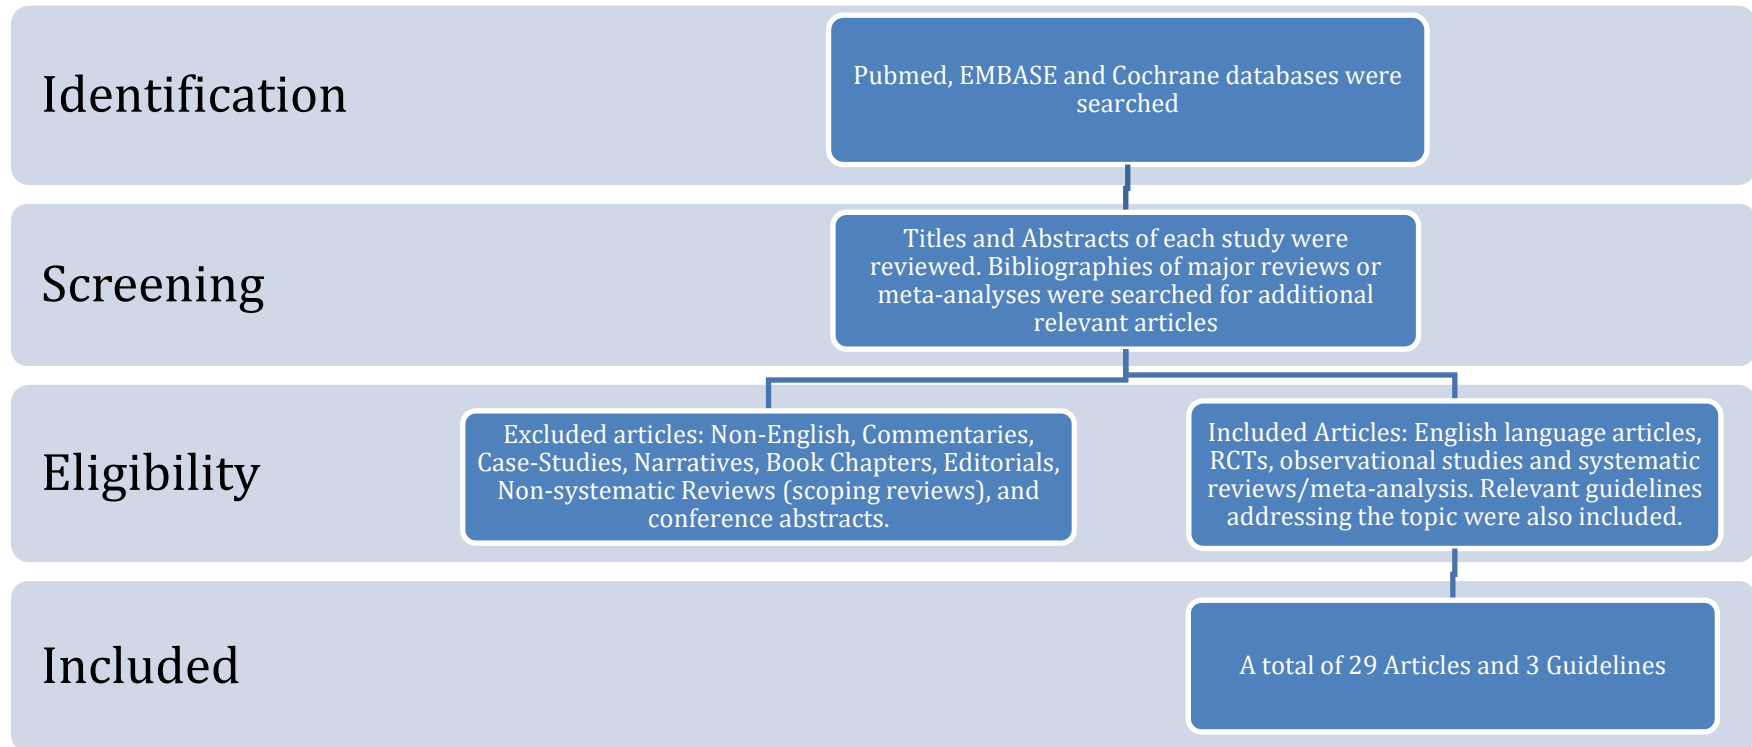 Identification
Pubmed, EMBASE and Cochrane databases were
searched
Screening
Titles and Abstracts of each study were
reviewed. Bibliographies of major reviews or
meta-analyses were searched for additional
relevant articles
Eligibility
Excluded articles: Non-English, Commentaries,
Case-Studies, Narratives, Book Chapters, Editorials,
Non-systematic Reviews (scoping reviews), and
conference abstracts.
Included Articles: English language articles,
RCTs, observational studies and systematic
reviews/meta-analysis. Relevant guidelines
addressing the topic were also included.
Included
A total of 29 Articles and 3 Guidelines